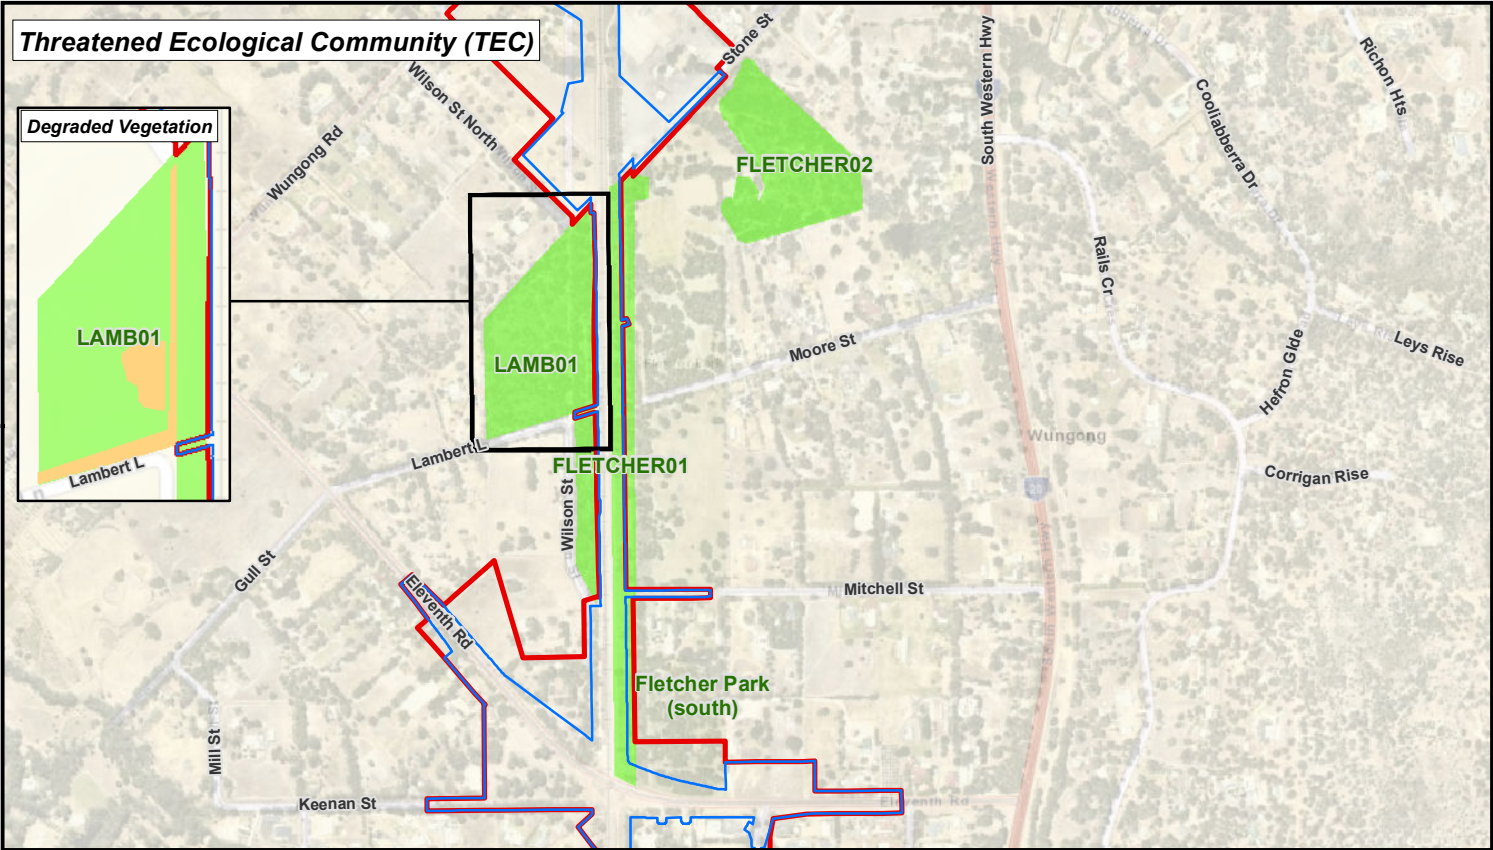 Threatened Ecological Community (TEC)
Stone St
Richon Hts
Wilson St North
South Western Hwy
Cooliabberra Dr
Degraded Vegetation
Wungong Rd
FLETCHER02
Rails Cr
LAMB01
LAMB01
Moore St
Leys Rise
Hefron Glde
Wungong
Lambert L
Lambert L
FLETCHER01
Corrigan Rise
Wilson St
Gull St
Eleventh Rd
Mitchell St
Fletcher Park
(south)
Mill St
Keenan St
Eleventh Rd